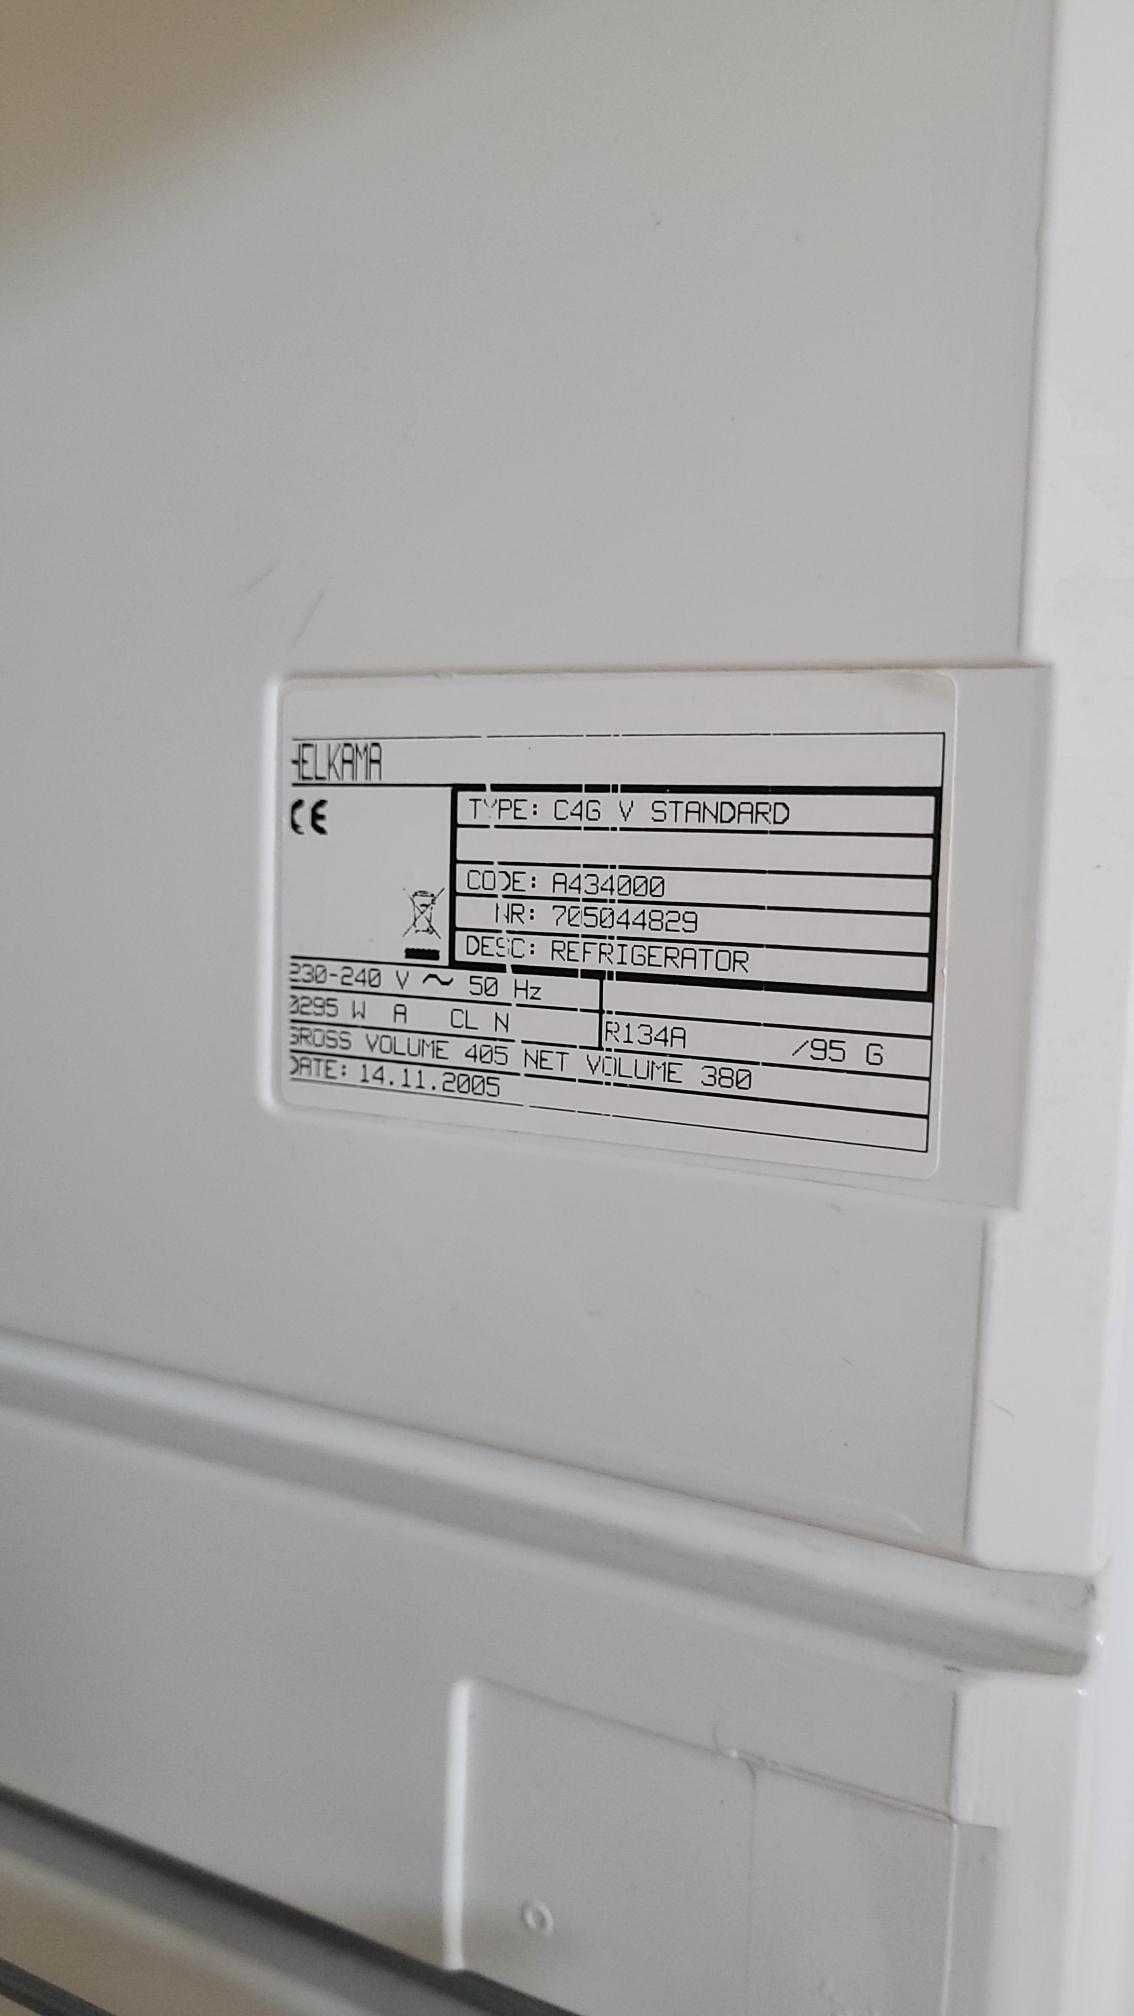 HELKAMA
CE
TYPE: C4G V STANDARD
CODE: A434000
NR: 705044829
DESC: REFRIGERATOR
230-240 V ~ 50 Hz
0295 W A CL N
R134A /95 G
GROSS VOLUME 405 NET VOLUME 380
DATE: 14.11.2005